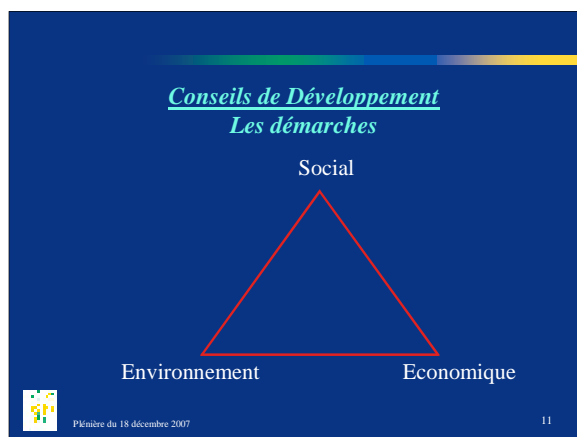 Conseils de Développement
Les démarches
Social
Environnement Economique
Plénière du 18 décembre 2007 11